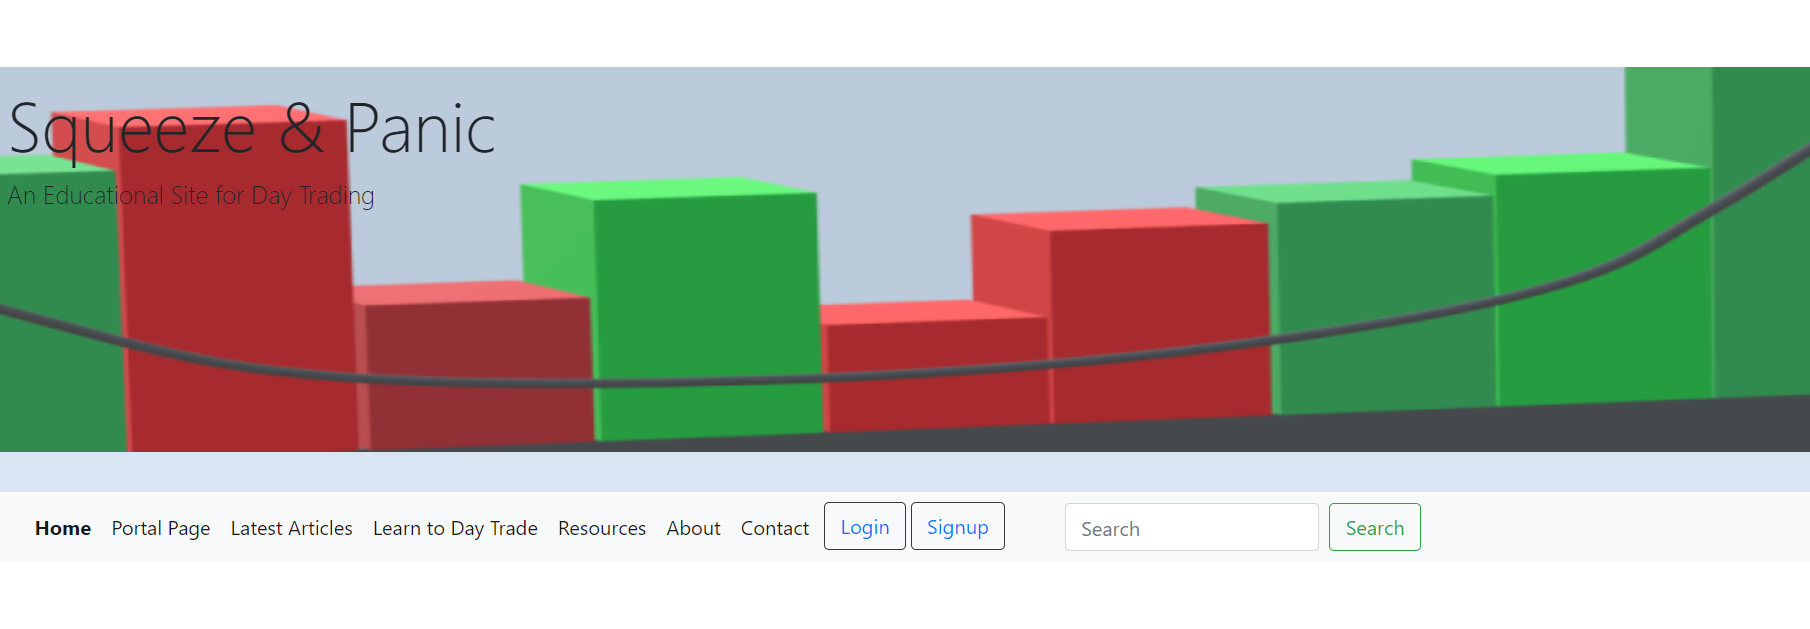 Squeeze & Panic
An Educational Site for Day Trading
Home Portal Page Latest Articles Learn to Day Trade Resources About Contact Login Signup Search Search